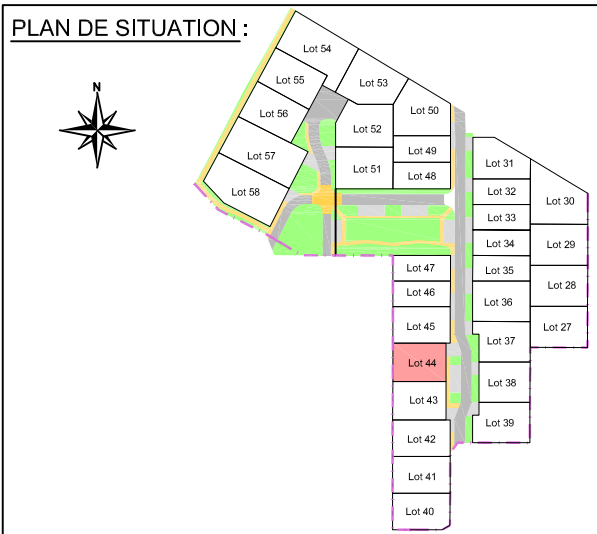 PLAN DE SITUATION :
N
Lot 54
Lot 55
Lot 53
Lot 56
Lot 50
Lot 52
Lot 57
Lot 49
Lot 51
Lot 48
Lot 58
Lot 31
Lot 32
Lot 30
Lot 33
Lot 34
Lot 29
Lot 35
Lot 28
Lot 36
Lot 27
Lot 37
Lot 38
Lot 39
Lot 47
Lot 46
Lot 45
Lot 44
Lot 43
Lot 42
Lot 41
Lot 40